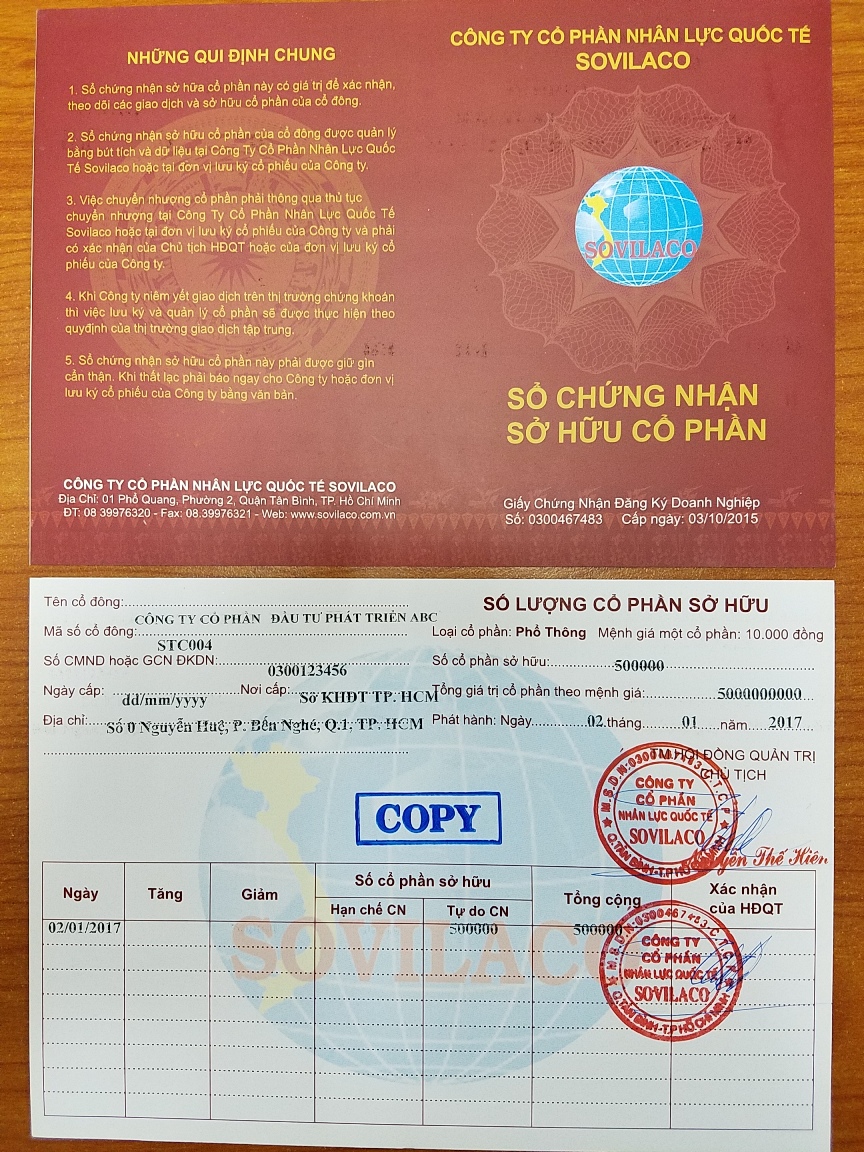 NHỮNG QUI ĐỊNH CHUNG
1. Sổ chứng nhận sở hữa cổ phần này có giá trị để xác nhận,
theo dõi các giao dịch và sở hữu cổ phần của cổ đông.
2. Sổ chứng nhận sở hữu cổ phần của cổ đông được quản lý
bằng bút tích và dữ liệu tại Công Ty Cổ Phần Nhân Lực Quốc
Tế Sovilaco hoặc tại đơn vị lưu ký cổ phiếu của Công ty.
3. Việc chuyển nhượng cổ phần phải thông qua thủ tục
chuyển nhượng tại Công Ty Cổ Phần Nhân Lực Quốc Tế
Sovilaco hoặc tại đơn vị lưu ký cổ phiếu của Công ty và phải
có xác nhận của Chủ tịch HĐQT hoặc của đơn vị lưu ký cổ
phiếu của Công ty.
4. Khi Công ty niêm yết giao dịch trên thị trường chứng khoán
thì việc lưu ký và quản lý cổ phần sẽ được thực hiện theo
quyđịnh của thị trường giao dịch tập trung.
5. Sổ chứng nhận sở hữu cổ phần này phải được giữ gìn
cẩn thận. Khi thất lạc phải báo ngay cho Công ty hoặc đơn vị
lưu ký cổ phiếu của Công ty bằng văn bản.
CÔNG TY CỔ PHẦN NHÂN LỰC QUỐC TẾ SOVILACO
Địa Chỉ: 01 Phổ Quang, Phường 2, Quận Tân Bình, TP. Hồ Chí Minh
ĐT: 08 39976320 - Fax: 08.39976321 - Web: www.sovilaco.com.vn
CÔNG TY CỔ PHẦN NHÂN LỰC QUỐC TẾ
SOVILACO
SOVILACO
SỔ CHỨNG NHẬN
SỞ HỮU CỔ PHẦN
Giấy Chứng Nhận Đăng Ký Doanh Nghiệp
Số: 0300467483 Cấp ngày: 03/10/2015
Tên cổ đông:
CÔNG TY CỔ PHẦN ĐẦU TƯ PHÁT TRIỂN ABC
Mã số cổ đông:
STC004
Số CMND hoặc GCN ĐKDN:
0300123456
Ngày cấp: dd/mm/yyyy Nơi cấp: Sở KHĐT TP. HCM
Địa chỉ: Số 0 Nguyễn Huệ, P. Bến Nghé, Q.1, TP. HCM
SỐ LƯỢNG CỔ PHẦN SỞ HỮU
Loại cổ phần: Phổ Thông Mệnh giá một cổ phần: 10.000 đồng
Số cổ phần sở hữu: 500000
Tổng giá trị cổ phần theo mệnh giá: 5000000000
Phát hành: Ngày 02 tháng 01 năm 2017
TM.HỘI ĐỒNG QUẢN TRỊ
CHỦ TỊCH
M.S.D.N:0300467483.C.T.C.P
CÔNG TY
CỔ PHẦN
NHÂN LỰC QUỐC TẾ
SOVILACO
Q.TÂN BÌNH-T.P HỒ CHÍ MINH
Nguyễn Thế Hiên
COPY
Ngày Tăng Giảm Số cổ phần sở hữu Tổng cộng Xác nhận
của HĐQT
Hạn chế CN Tự do CN
02/01/2017 500000 500000
SOVILACO
M.S.D.N:0300467483.C.T.C.P
CÔNG TY
CỔ PHẦN
NHÂN LỰC QUỐC TẾ
SOVILACO
Q.TÂN BÌNH-T.P HỒ CHÍ MINH